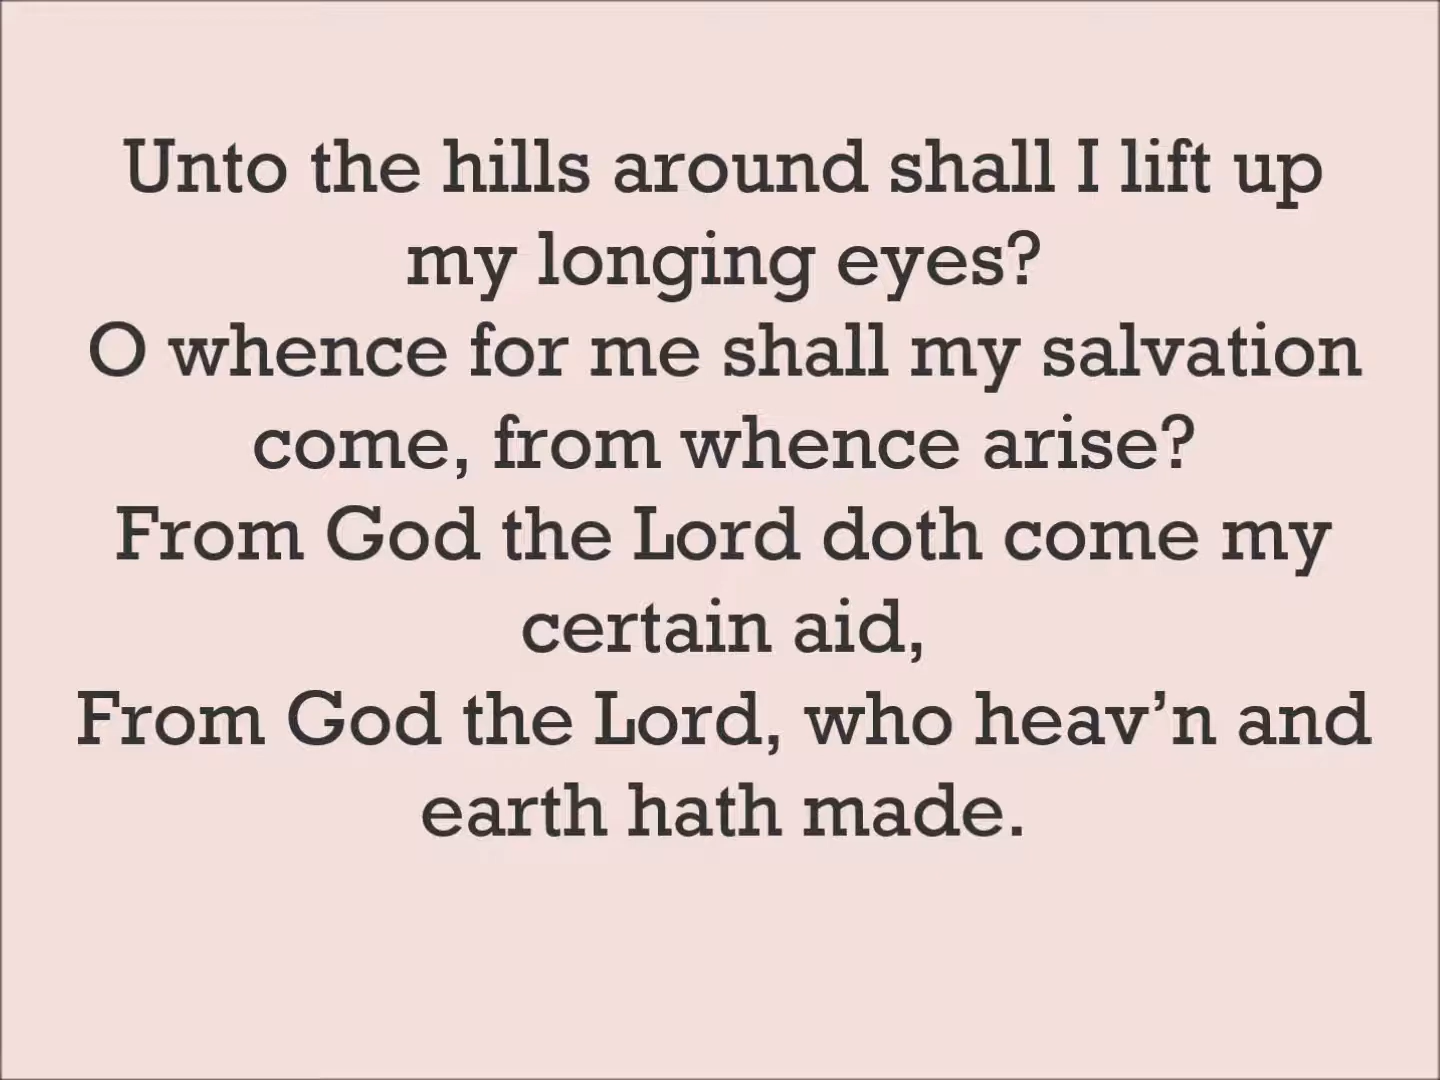 Unto the hills around shall I lift up
my longing eyes?
O whence for me shall my salvation
come, from whence arise?
From God the Lord doth come my
certain aid,
From God the Lord, who heav’n and
earth hath made.